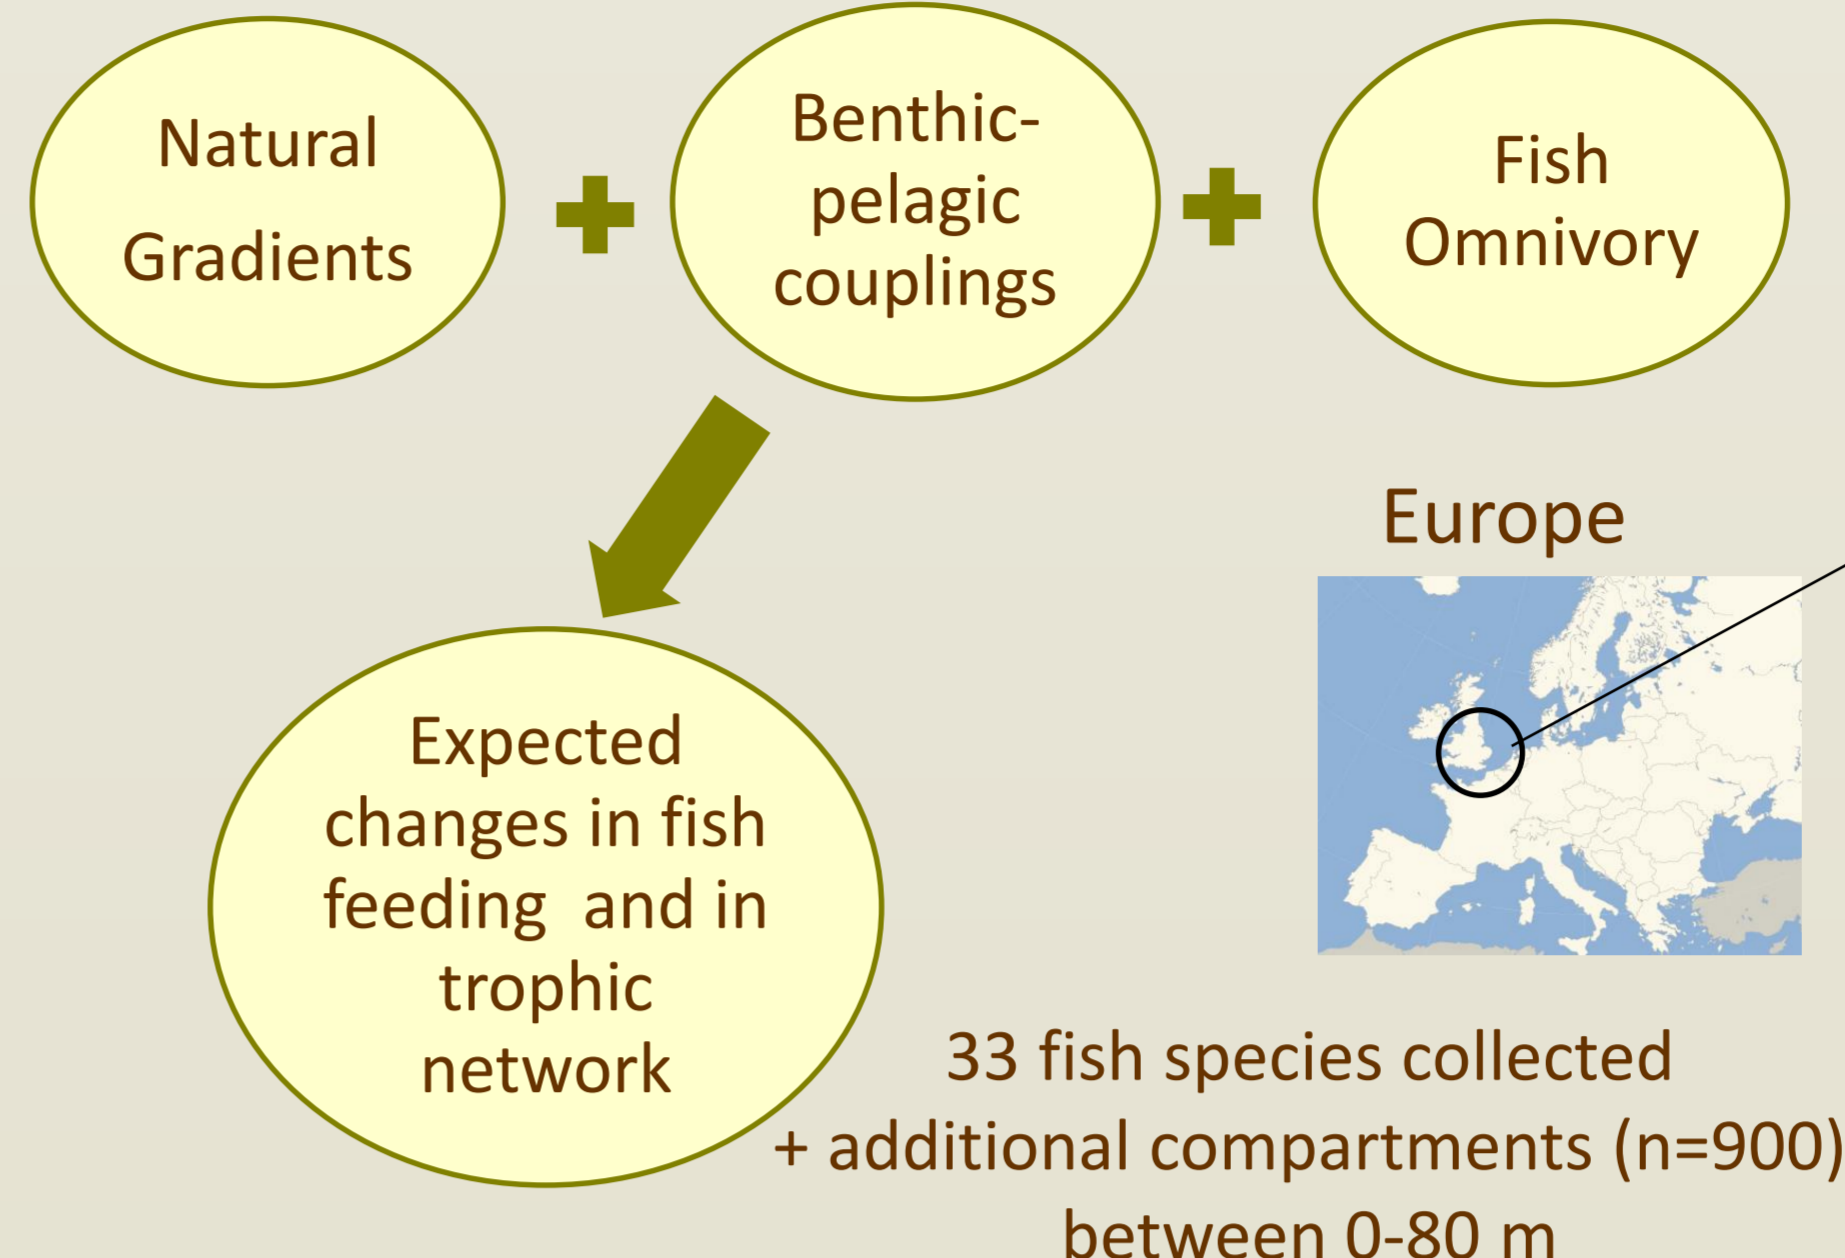 Natural
Gradients
Benthic-
pelagic
couplings
Fish
Omnivory
Europe
Expected
changes in fish
feeding and in
trophic
network
33 fish species collected
+ additional compartments (n=900)
between 0-80 m